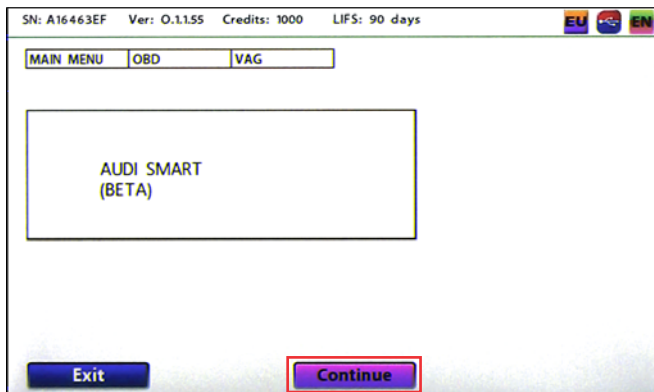 SN: A16463EF Ver: O.1.1.55 Credits: 1000 LIFS: 90 days EU EN
MAIN MENU OBD VAG
AUDI SMART
(BETA)
Exit Continue